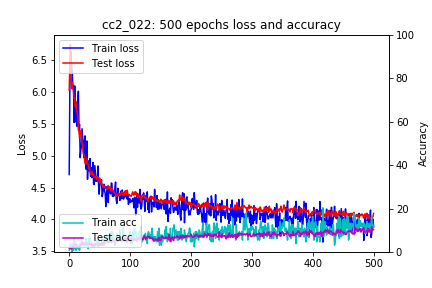 cc2_022: 500 epochs loss and accuracy
Train loss
Test loss
Train acc
Test acc
Loss
Accuracy
6.5
6.0
5.5
5.0
4.5
4.0
3.5
100
80
60
40
20
0
0 100 200 300 400 500